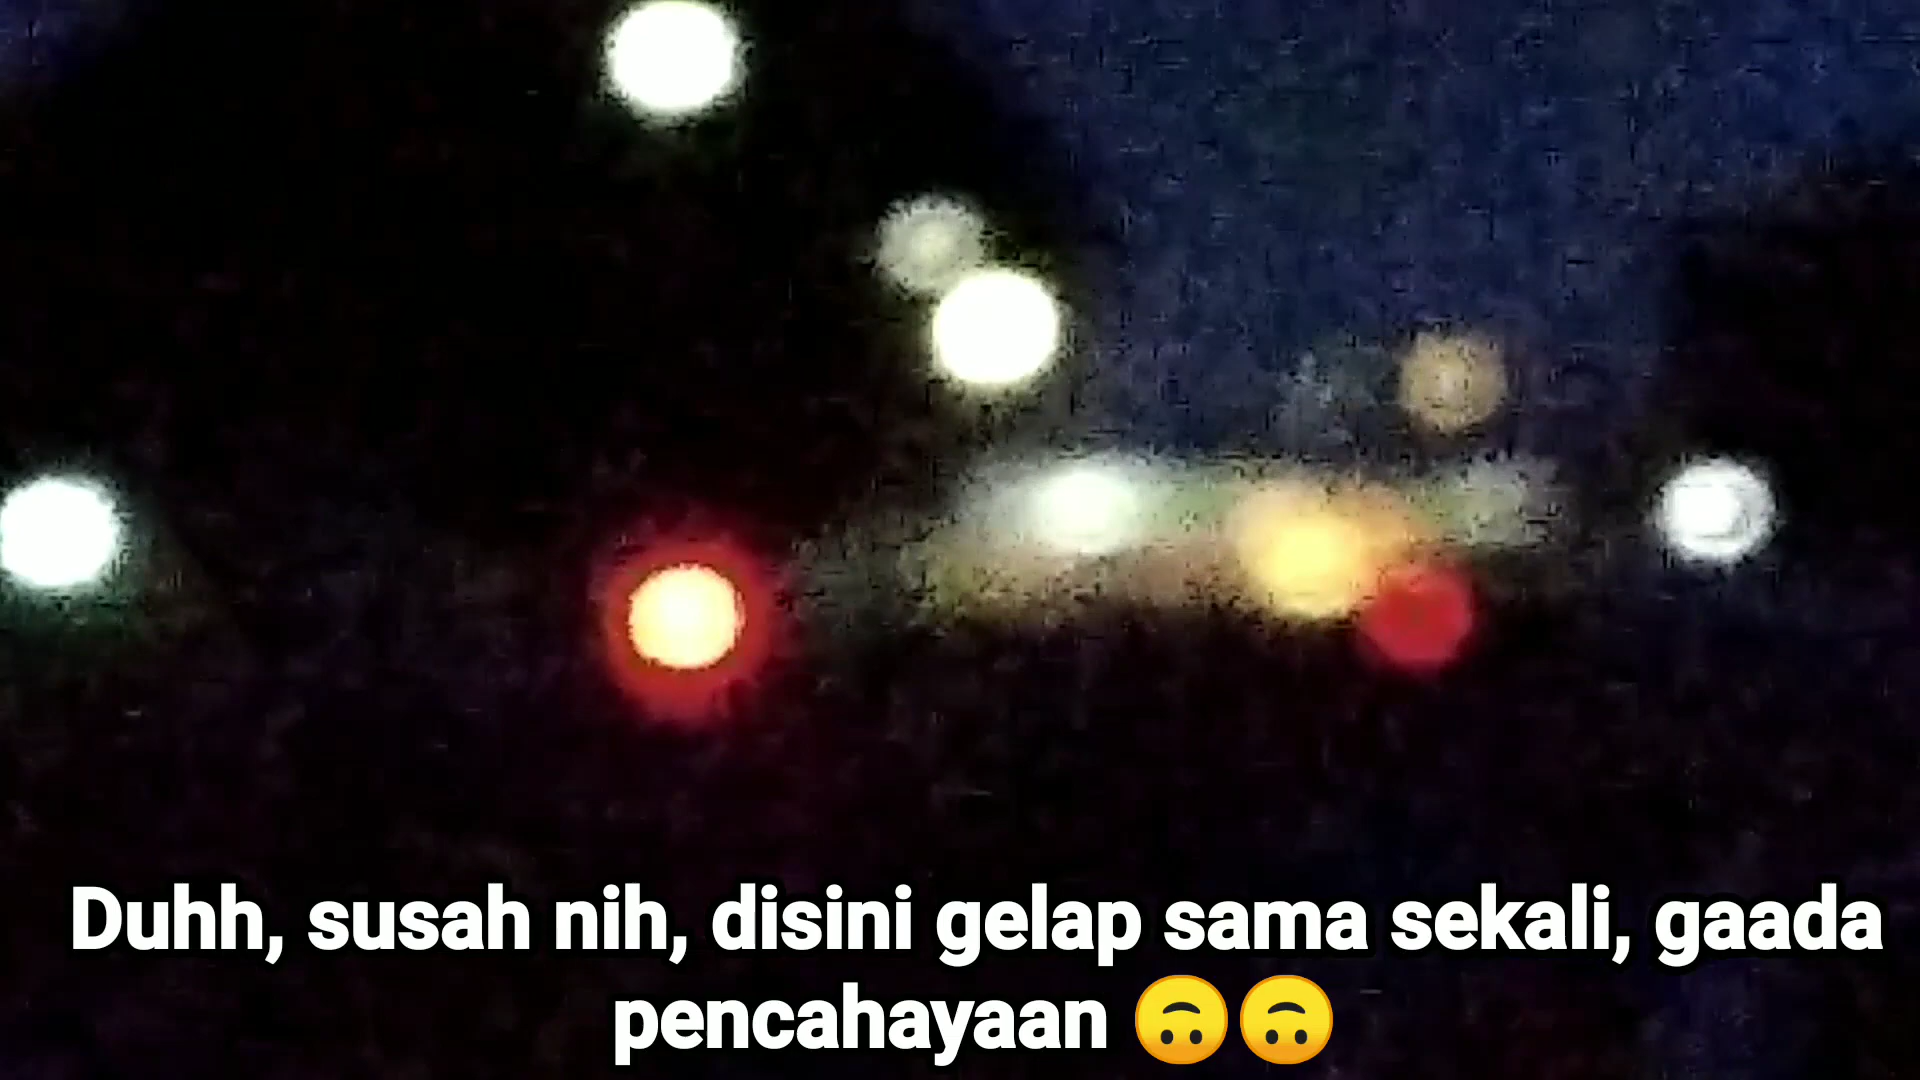 Duhh, susah nih, disini gelap sama sekali, gaada
pencahayaan 🙃🙃